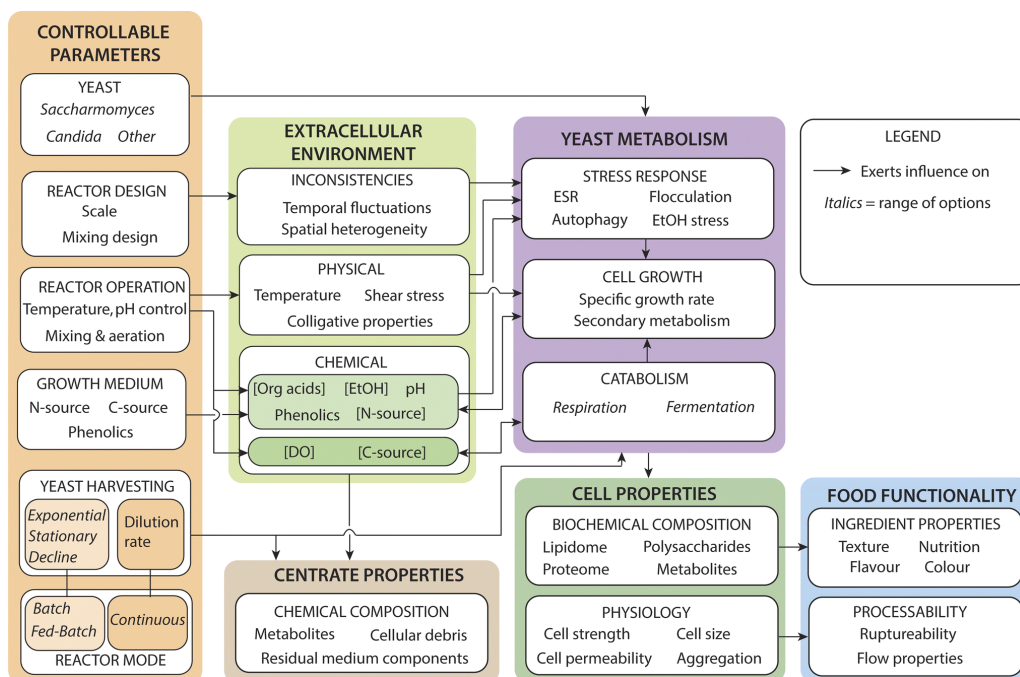 CONTROLLABLE
PARAMETERS
YEAST
Saccharmomyces
Candida Other
REACTOR DESIGN
Scale
Mixing design
REACTOR OPERATION
Temperature, pH control
Mixing & aeration
GROWTH MEDIUM
N-source C-source
Phenolics
YEAST HARVESTING
Exponential
Stationary
Decline
Dilution
rate
Batch
Fed-Batch
Continuous
REACTOR MODE
EXTRACELLULAR
ENVIRONMENT
INCONSISTENCIES
Temporal fluctuations
Spatial heterogeneity
PHYSICAL
Temperature Shear stress
Colligative properties
CHEMICAL
[Org acids] [EtOH] pH
Phenolics [N-source]
[DO] [C-source]
CENTRATE PROPERTIES
CHEMICAL COMPOSITION
Metabolites Cellular debris
Residual medium components
YEAST METABOLISM
STRESS RESPONSE
ESR Flocculation
Autophagy EtOH stress
CELL GROWTH
Specific growth rate
Secondary metabolism
CATABOLISM
Respiration Fermentation
CELL PROPERTIES
BIOCHEMICAL COMPOSITION
Lipidome Polysaccharides
Proteome Metabolites
PHYSIOLOGY
Cell strength Cell size
Cell permeability Aggregation
LEGEND
Exerts influence on
Italics = range of options
FOOD FUNCTIONALITY
INGREDIENT PROPERTIES
Texture Nutrition
Flavour Colour
PROCESSABILITY
Ruptureability
Flow properties